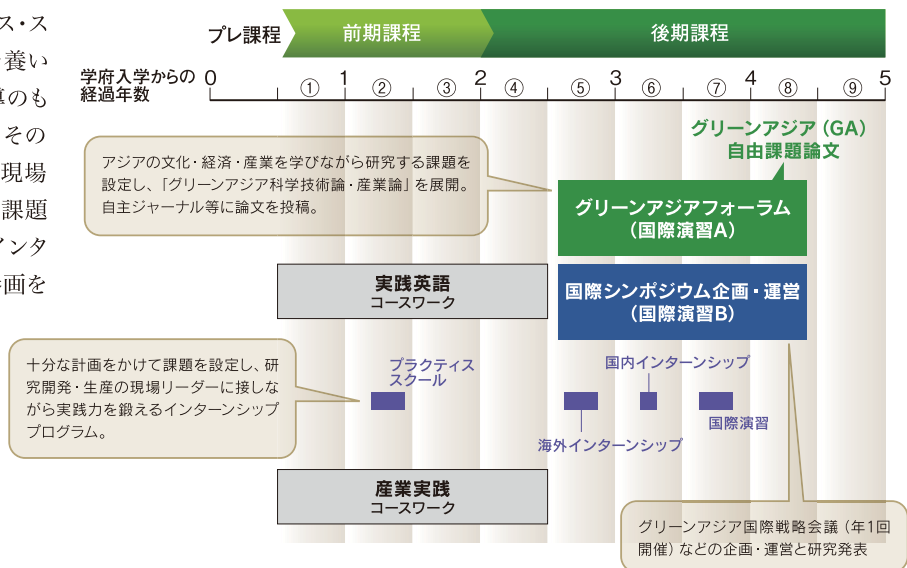 ス・ス
養い
のも
その
現場
課題
インタ
画を
プレ課程
前期課程
後期課程
学府入学からの
経過年数
0 1 2 3 4 5
① ② ③ ④ ⑤ ⑥ ⑦ ⑧ ⑨
グリーンアジア(GA)
自由課題論文
アジアの文化・経済・産業を学びながら研究する課題を
設定し、「グリーンアジア科学技術論・産業論」を展開。
自主ジャーナル等に論文を投稿。
グリーンアジアフォーラム
(国際演習A)
実践英語
コースワーク
国際シンポジウム企画・運営
(国際演習B)
十分な計画をかけて課題を設定し、研
究開発・生産の現場リーダーに接しな
がら実践力を鍛えるインターンシップ
プログラム。
プラクティス
スクール
国内インターンシップ
海外インターンシップ
国際演習
産業実践
コースワーク
グリーンアジア国際戦略会議(年1回
開催)などの企画・運営と研究発表